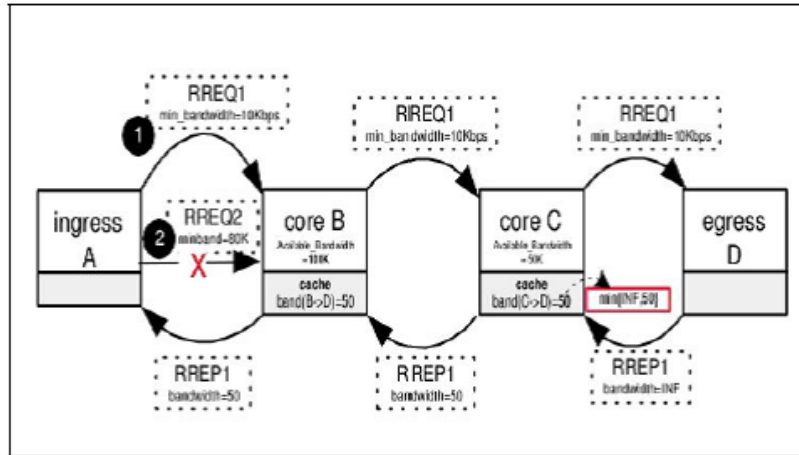 RREQ1
min_bandwidth=10Kbps
RREQ1
min_bandwidth=10Kbps
RREQ1
min_bandwidth=10Kbps
1
ingress
A
2
RREQ2
minband=80K
X
core B
Available_Bandwidth
=100K
cache
band(B->D)=50
core C
Available_Bandwidth
=50K
cache
band(C->D)=50
min[INF,50]
egress
D
RREP1
bandwidth=50
RREP1
bandwidth=50
RREP1
bandwidth=INF